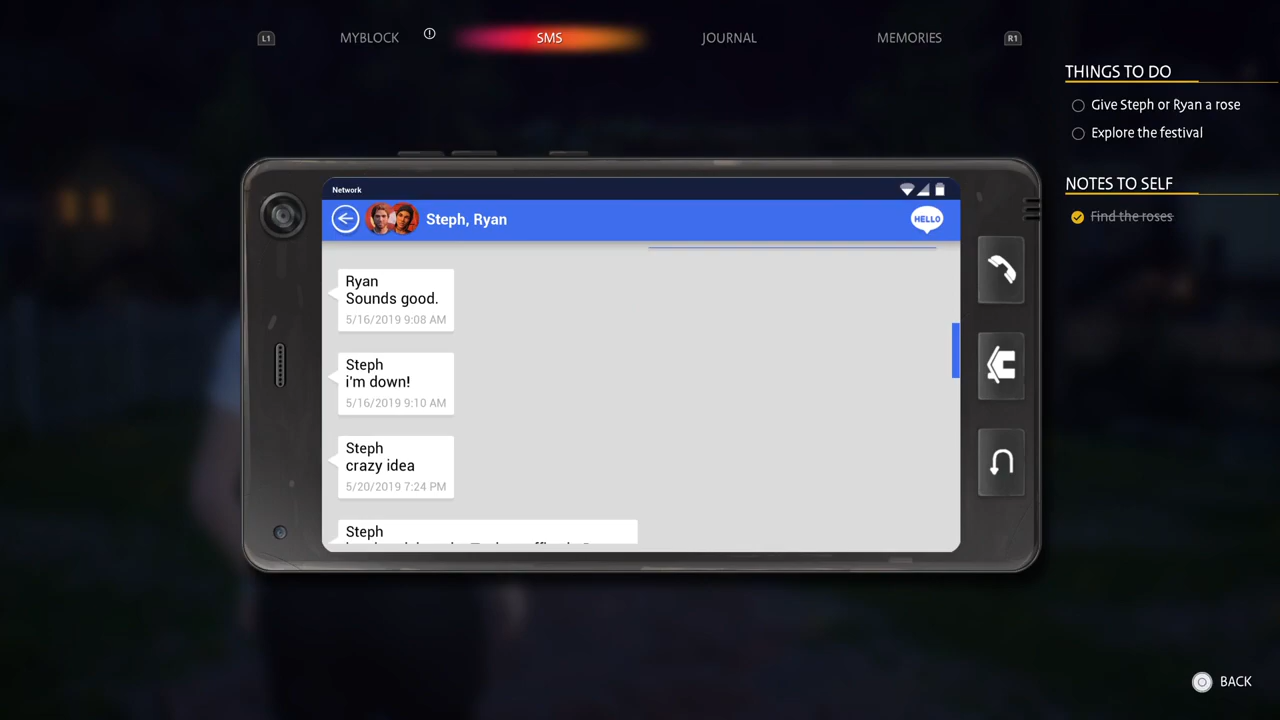 L1
MYBLOCK
SMS
JOURNAL
MEMORIES
R1
THINGS TO DO
Give Steph or Ryan a rose
Explore the festival
NOTES TO SELF
Find the roses
Network
Steph, Ryan
HELLO
Ryan
Sounds good.
5/16/2019 9:08 AM
Steph
i'm down!
5/16/2019 9:10 AM
Steph
crazy idea
5/20/2019 7:24 PM
Steph
BACK